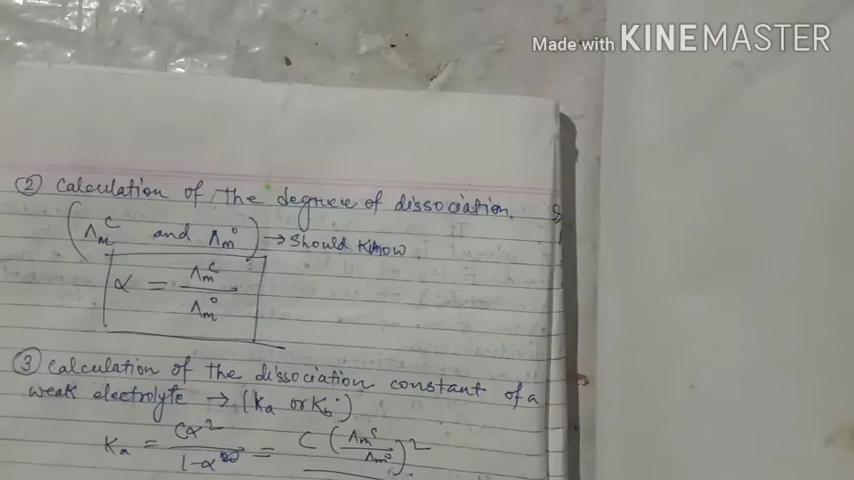 Made with KINEMASTER
② Calculation of the degree of dissociation.
(Λm^c and Λm°) → Should Know
α = Λm^c / Λm°
③ Calculation of the dissociation constant of a
weak electrolyte → (Ka or Kb)
Ka = Cα² / 1-α = C (Λm^c / Λm°)²